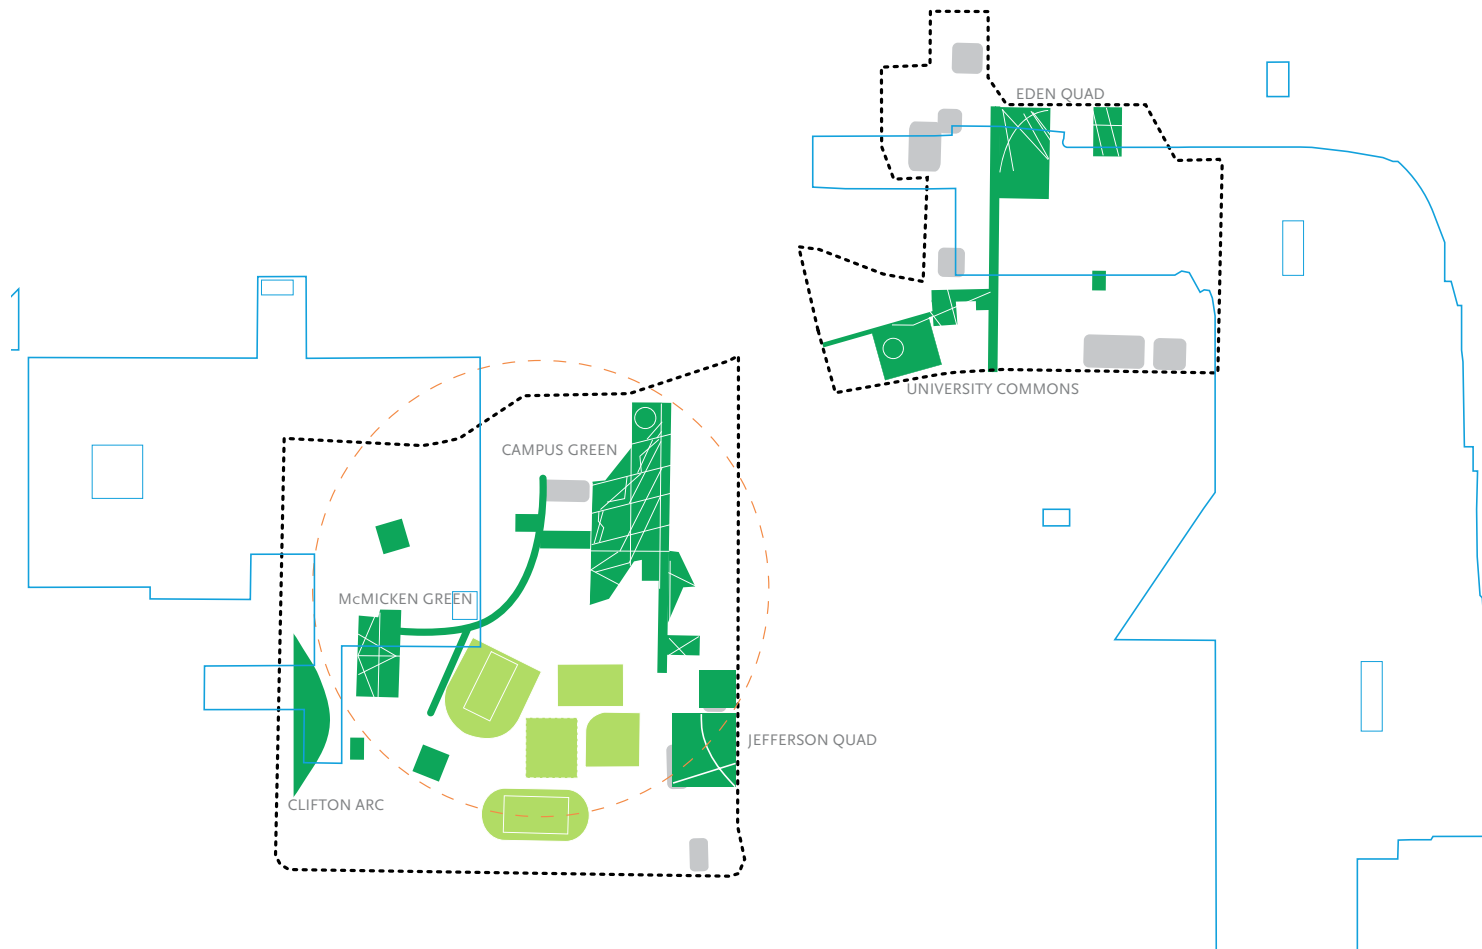 EDEN QUAD
UNIVERSITY COMMONS
CAMPUS GREEN
McMICKEN GREEN
JEFFERSON QUAD
CLIFTON ARC